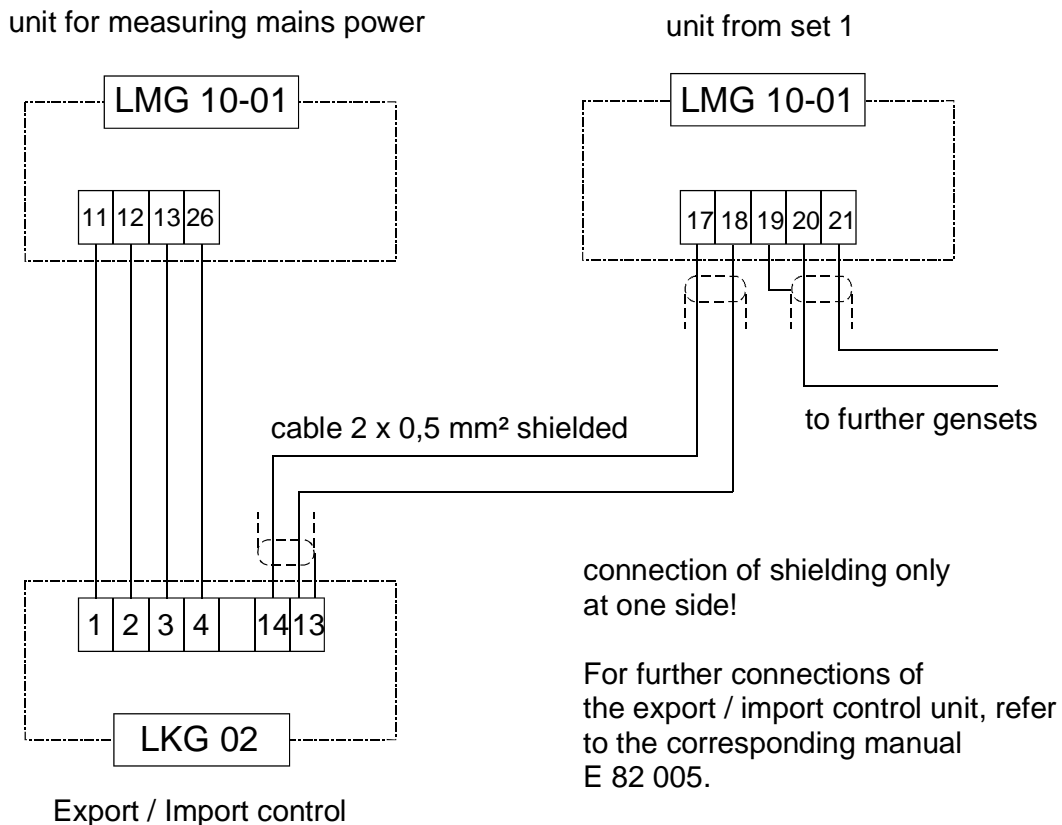 unit for measuring mains power
unit from set 1
LMG 10-01
LMG 10-01
11 12 13 26
17 18 19 20 21
to further gensets
cable 2 x 0,5 mm² shielded
connection of shielding only
at one side!
1 2 3 4 14 13
For further connections of
the export / import control unit, refer
to the corresponding manual
E 82 005.
LKG 02
Export / Import control